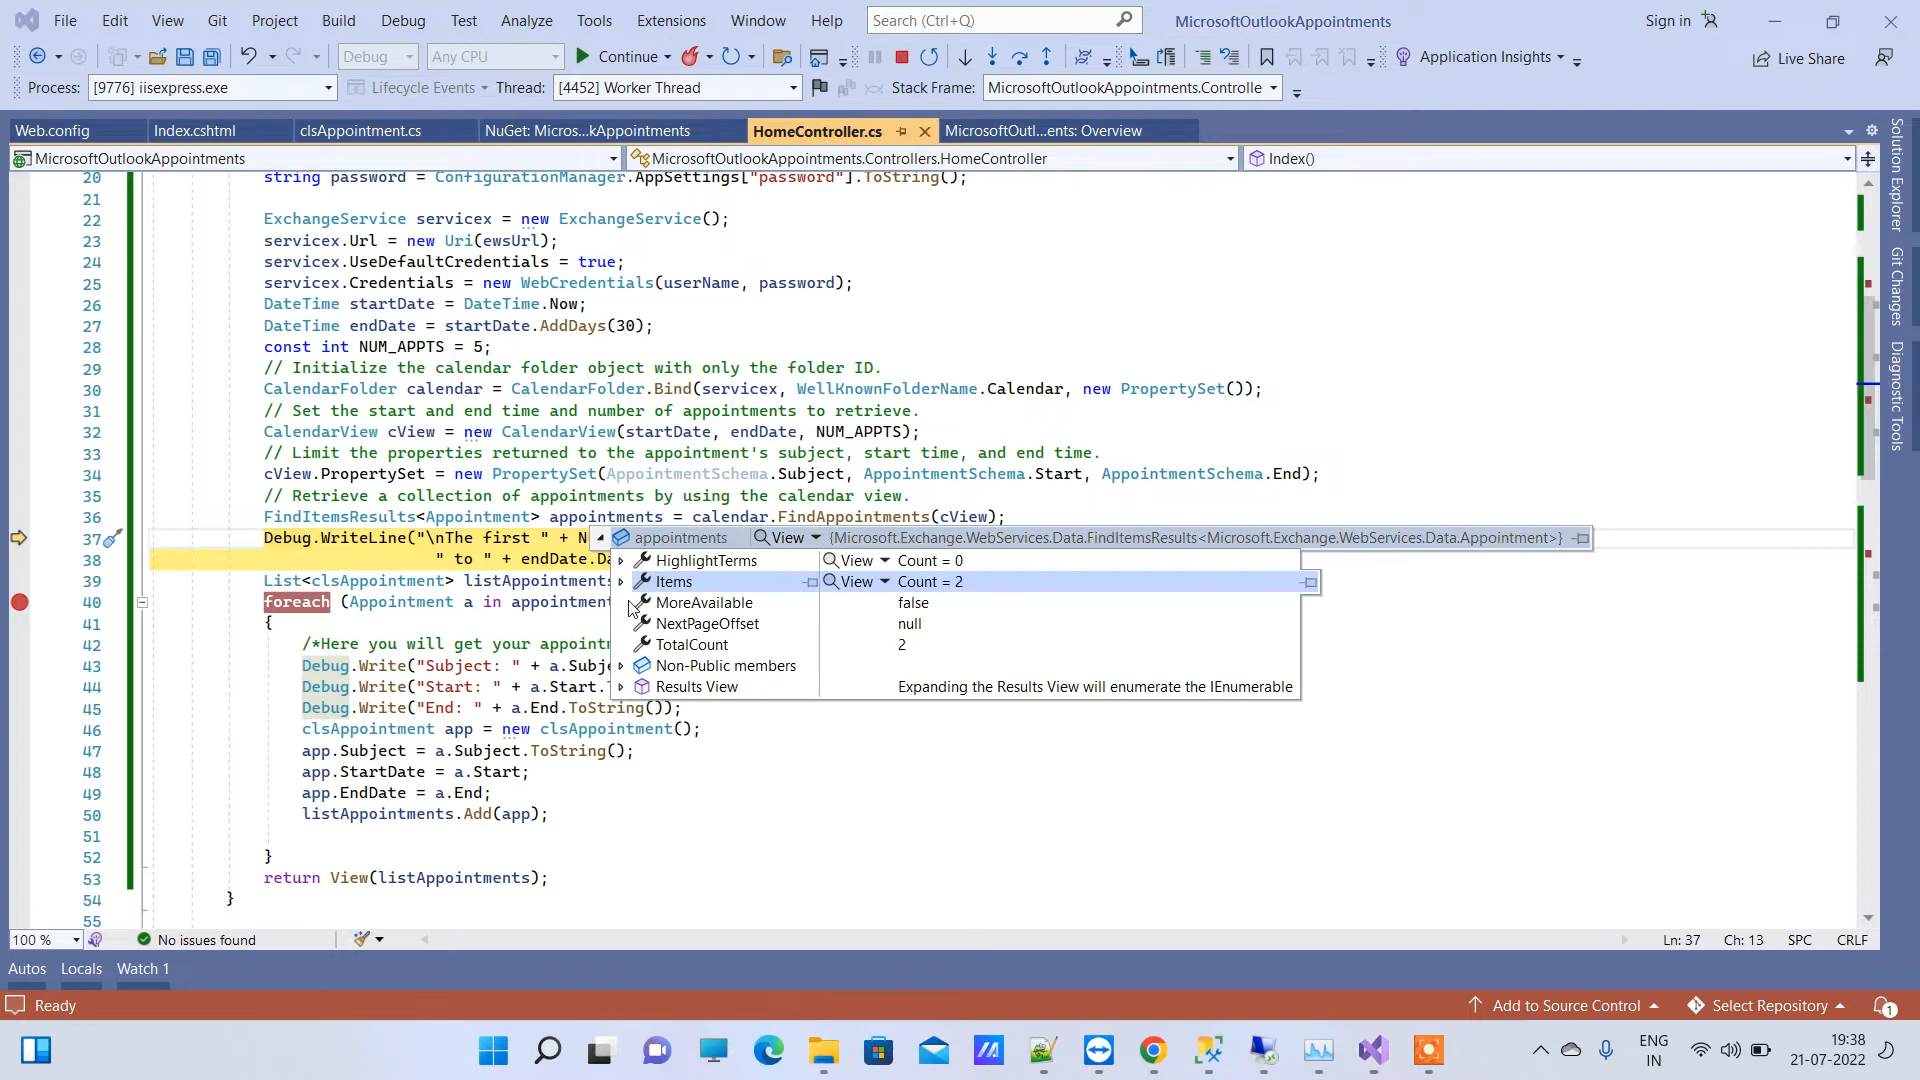 File Edit View Git Project Build Debug Test Analyze Tools Extensions Window Help Search (Ctrl+Q) MicrosoftOutlookAppointments Sign in
Debug Any CPU Continue Application Insights Live Share
Process: [9776] iisexpress.exe Lifecycle Events Thread: [4452] Worker Thread Stack Frame: MicrosoftOutlookAppointments.Controlle
Web.config Index.cshtml clsAppointment.cs NuGet: Micros...kAppointments HomeController.cs MicrosoftOutl...ents: Overview
MicrosoftOutlookAppointments MicrosoftOutlookAppointments.Controllers.HomeController Index()
Solution Explorer
Git Changes
Diagnostic Tools
20 string password = ConfigurationManager.AppSettings["password"].ToString();
21
22 ExchangeService servicex = new ExchangeService();
23 servicex.Url = new Uri(ewsUrl);
24 servicex.UseDefaultCredentials = true;
25 servicex.Credentials = new WebCredentials(userName, password);
26 DateTime startDate = DateTime.Now;
27 DateTime endDate = startDate.AddDays(30);
28 const int NUM_APPTS = 5;
29 // Initialize the calendar folder object with only the folder ID.
30 CalendarFolder calendar = CalendarFolder.Bind(servicex, WellKnownFolderName.Calendar, new PropertySet());
31 // Set the start and end time and number of appointments to retrieve.
32 CalendarView cView = new CalendarView(startDate, endDate, NUM_APPTS);
33 // Limit the properties returned to the appointment's subject, start time, and end time.
34 cView.PropertySet = new PropertySet(AppointmentSchema.Subject, AppointmentSchema.Start, AppointmentSchema.End);
35 // Retrieve a collection of appointments by using the calendar view.
36 FindItemsResults<Appointment> appointments = calendar.FindAppointments(cView);
37 Debug.WriteLine("\nThe first " + N appointments View {Microsoft.Exchange.WebServices.Data.FindItemsResults<Microsoft.Exchange.WebServices.Data.Appointment>}
38 " to " + endDate.Da HighlightTerms View Count = 0
39 List<clsAppointment> listAppointments Items View Count = 2
40 foreach (Appointment a in appointment MoreAvailable false
41 { NextPageOffset null
42 /*Here you will get your appointm TotalCount 2
43 Debug.Write("Subject: " + a.Subje Non-Public members
44 Debug.Write("Start: " + a.Start. Results View Expanding the Results View will enumerate the IEnumerable
45 Debug.Write("End: " + a.End.ToString());
46 clsAppointment app = new clsAppointment();
47 app.Subject = a.Subject.ToString();
48 app.StartDate = a.Start;
49 app.EndDate = a.End;
50 listAppointments.Add(app);
51
52 }
53 return View(listAppointments);
54 }
55
100 % No issues found Ln: 37 Ch: 13 SPC CRLF
Autos Locals Watch 1
Ready Add to Source Control Select Repository 1
ENG 19:38
IN 21-07-2022